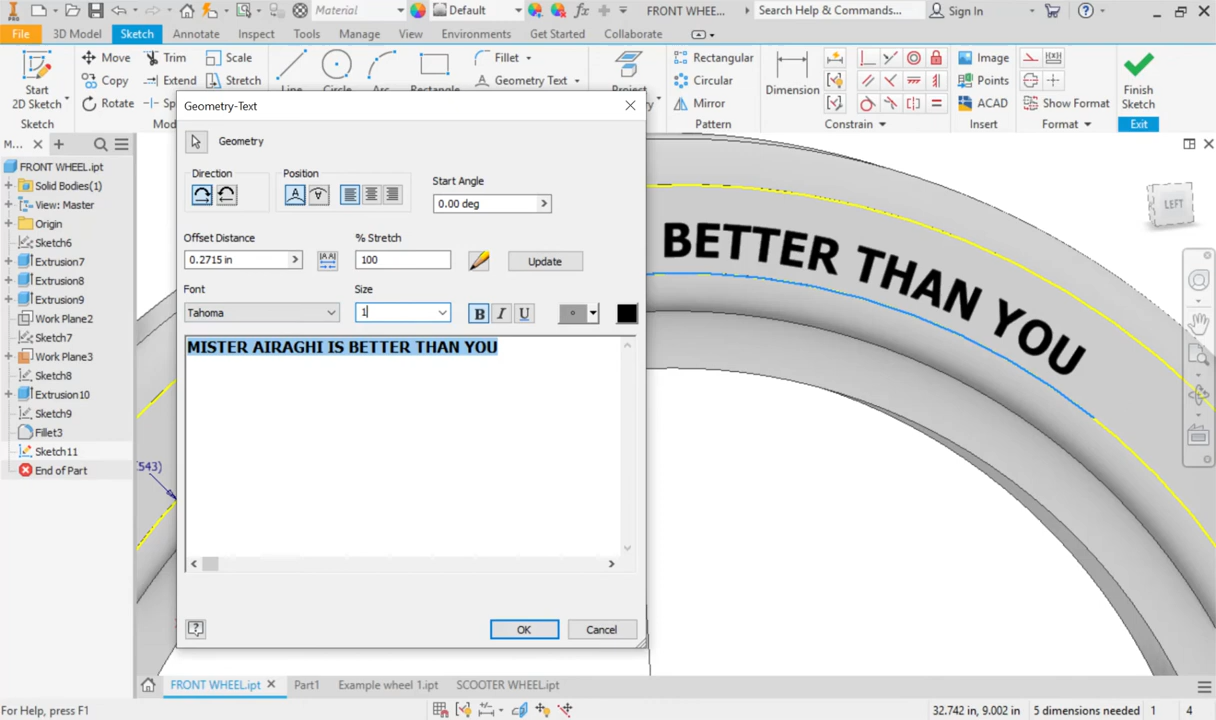 Material
Default
FRONT WHEE...
Search Help & Commands...
Sign In
File
3D Model
Sketch
Annotate
Inspect
Tools
Manage
View
Environments
Get Started
Collaborate
Start
2D Sketch
Move
Copy
Rotate
Trim
Extend
Scale
Stretch
Line
Circle
Arc
Rectangle
Fillet
Geometry Text
Project
Rectangular
Circular
Mirror
Dimension
Image
Points
ACAD
Show Format
Finish
Sketch
Sketch
Pattern
Constrain
Insert
Format
Exit
Geometry-Text
Geometry
Direction
Position
Start Angle
0.00 deg
Offset Distance
% Stretch
0.2715 in
100
Update
Font
Size
Tahoma
1
B I U
MISTER AIRAGHI IS BETTER THAN YOU
OK
Cancel
M...
FRONT WHEEL.ipt
Solid Bodies(1)
View: Master
Origin
Sketch6
Extrusion7
Extrusion8
Extrusion9
Work Plane2
Sketch7
Work Plane3
Sketch8
Extrusion10
Sketch9
Fillet3
Sketch11
End of Part
543)
BETTER THAN YOU
LEFT
FRONT WHEEL.ipt
Part1
Example wheel 1.ipt
SCOOTER WHEEL.ipt
For Help, press F1
32.742 in, 9.002 in
5 dimensions needed
1
4